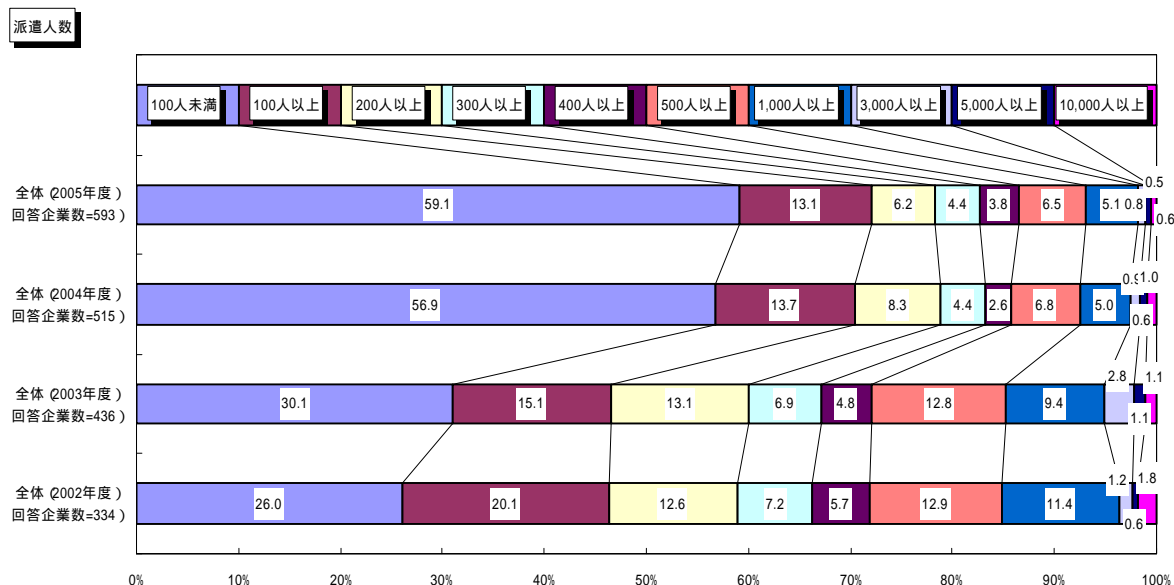 派遣人数
100人未満 100人以上 200人以上 300人以上 400人以上 500人以上 1,000人以上 3,000人以上 5,000人以上 10,000人以上
全体(2005年度)
回答企業数=593)
59.1 13.1 6.2 4.4 3.8 6.5 5.1 0.8 0.5 0.6
全体(2004年度)
回答企業数=515)
56.9 13.7 8.3 4.4 2.6 6.8 5.0 0.9 0.6 1.0
全体(2003年度)
回答企業数=436)
30.1 15.1 13.1 6.9 4.8 12.8 9.4 2.8 1.1 1.1
全体(2002年度)
回答企業数=334)
26.0 20.1 12.6 7.2 5.7 12.9 11.4 1.2 0.6 1.8
0% 10% 20% 30% 40% 50% 60% 70% 80% 90% 100%